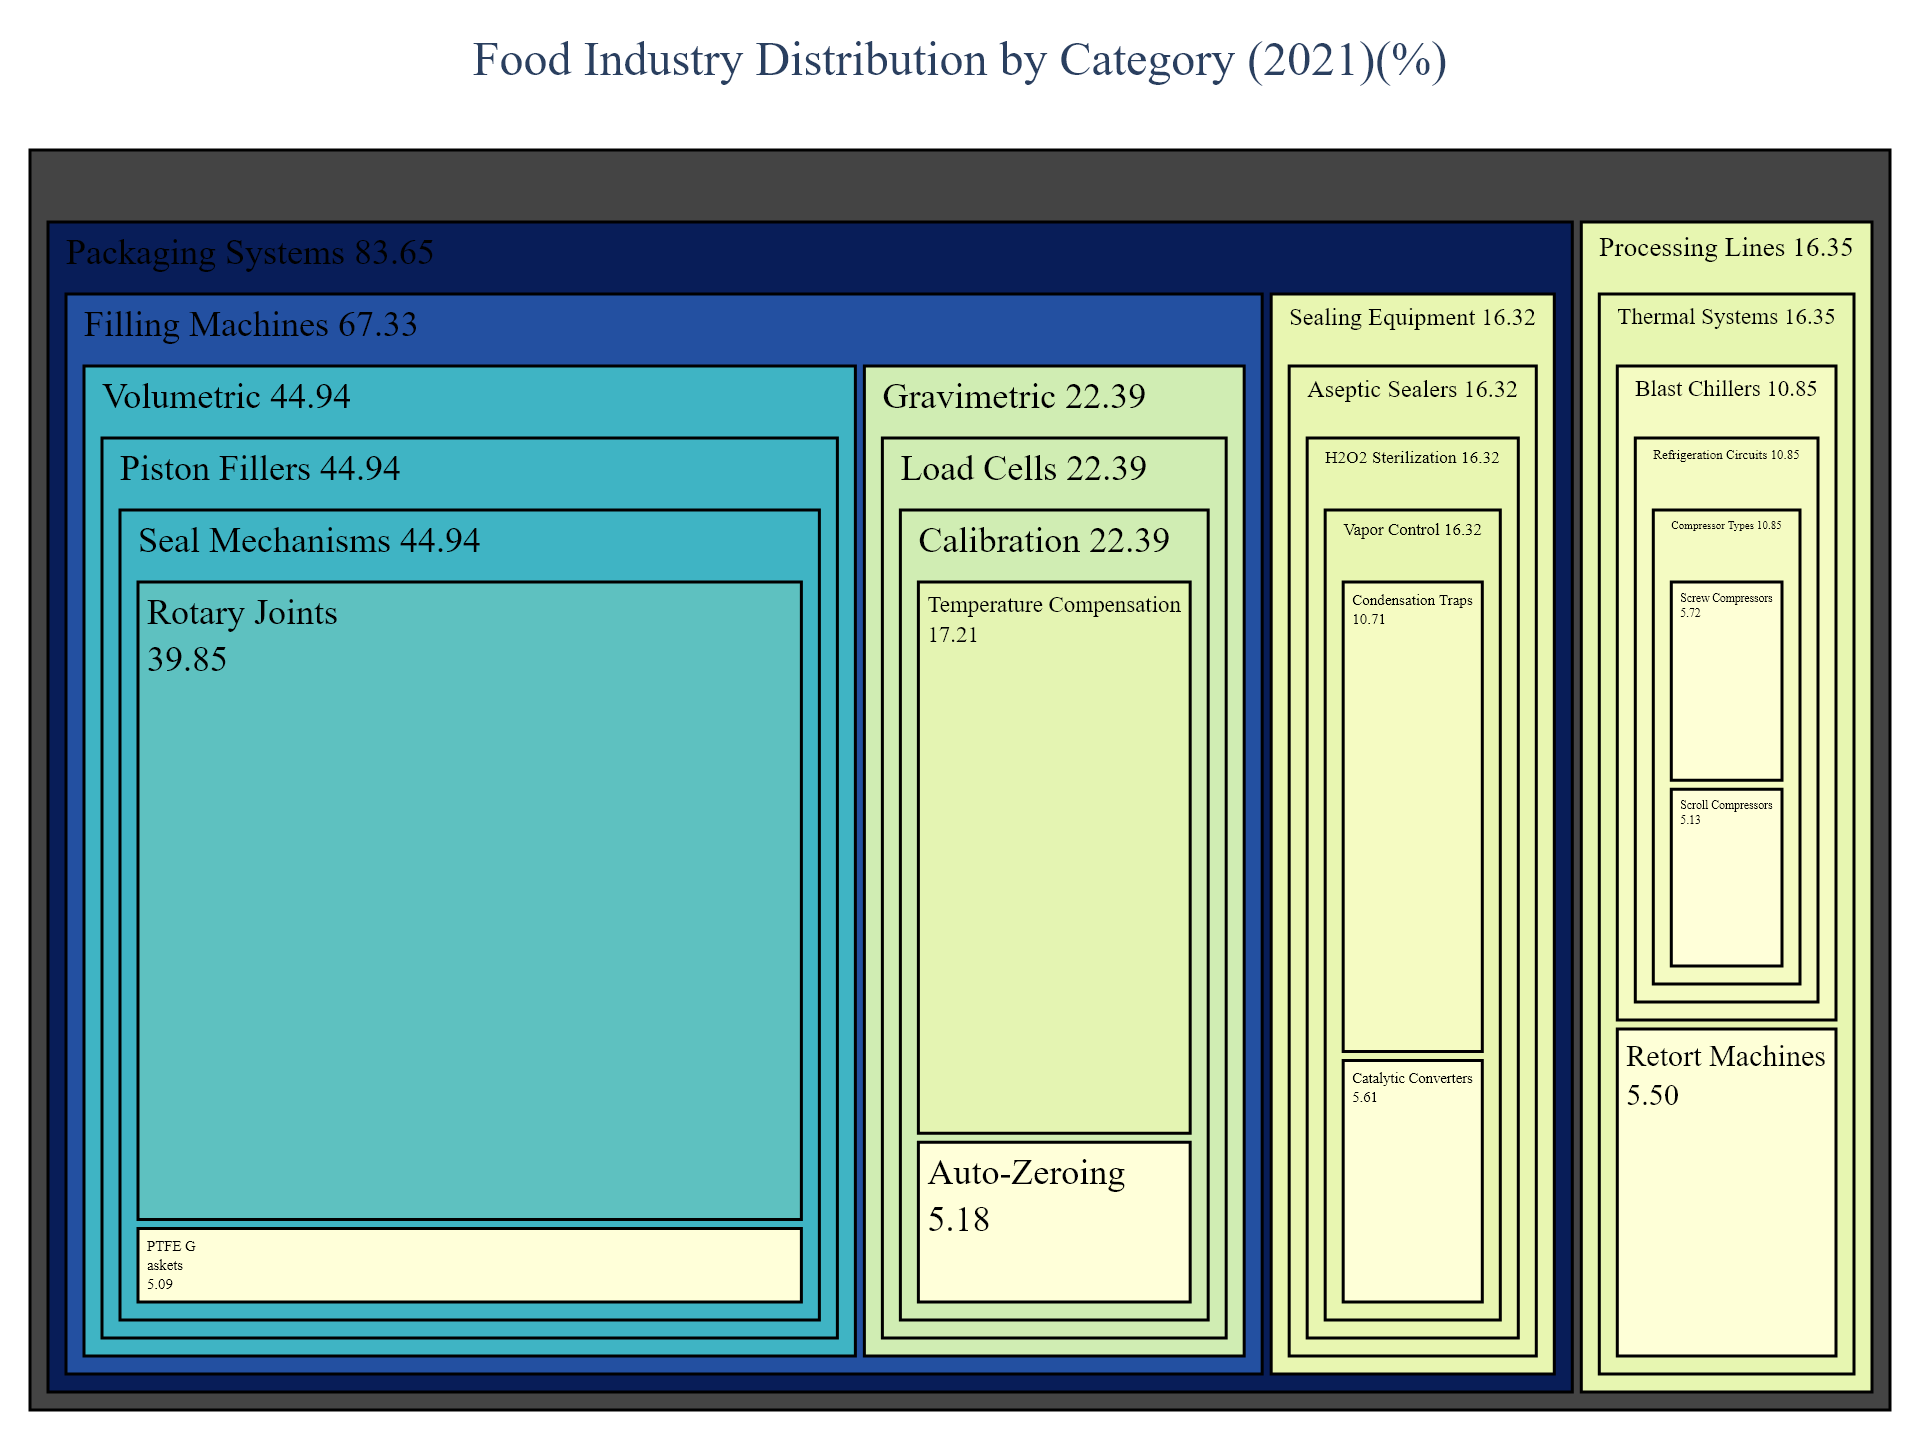 Food Industry Distribution by Category (2021)(%)
Packaging Systems 83.65
Filling Machines 67.33
Volumetric 44.94
Piston Fillers 44.94
Seal Mechanisms 44.94
Rotary Joints
39.85
PTFE G
askets
5.09
Gravimetric 22.39
Load Cells 22.39
Calibration 22.39
Temperature Compensation
17.21
Auto-Zeroing
5.18
Sealing Equipment 16.32
Aseptic Sealers 16.32
H2O2 Sterilization 16.32
Vapor Control 16.32
Condensation Traps
10.71
Catalytic Converters
5.61
Processing Lines 16.35
Thermal Systems 16.35
Blast Chillers 10.85
Refrigeration Circuits 10.85
Compressor Types 10.85
Screw Compressors
5.72
Scroll Compressors
5.13
Retort Machines
5.50